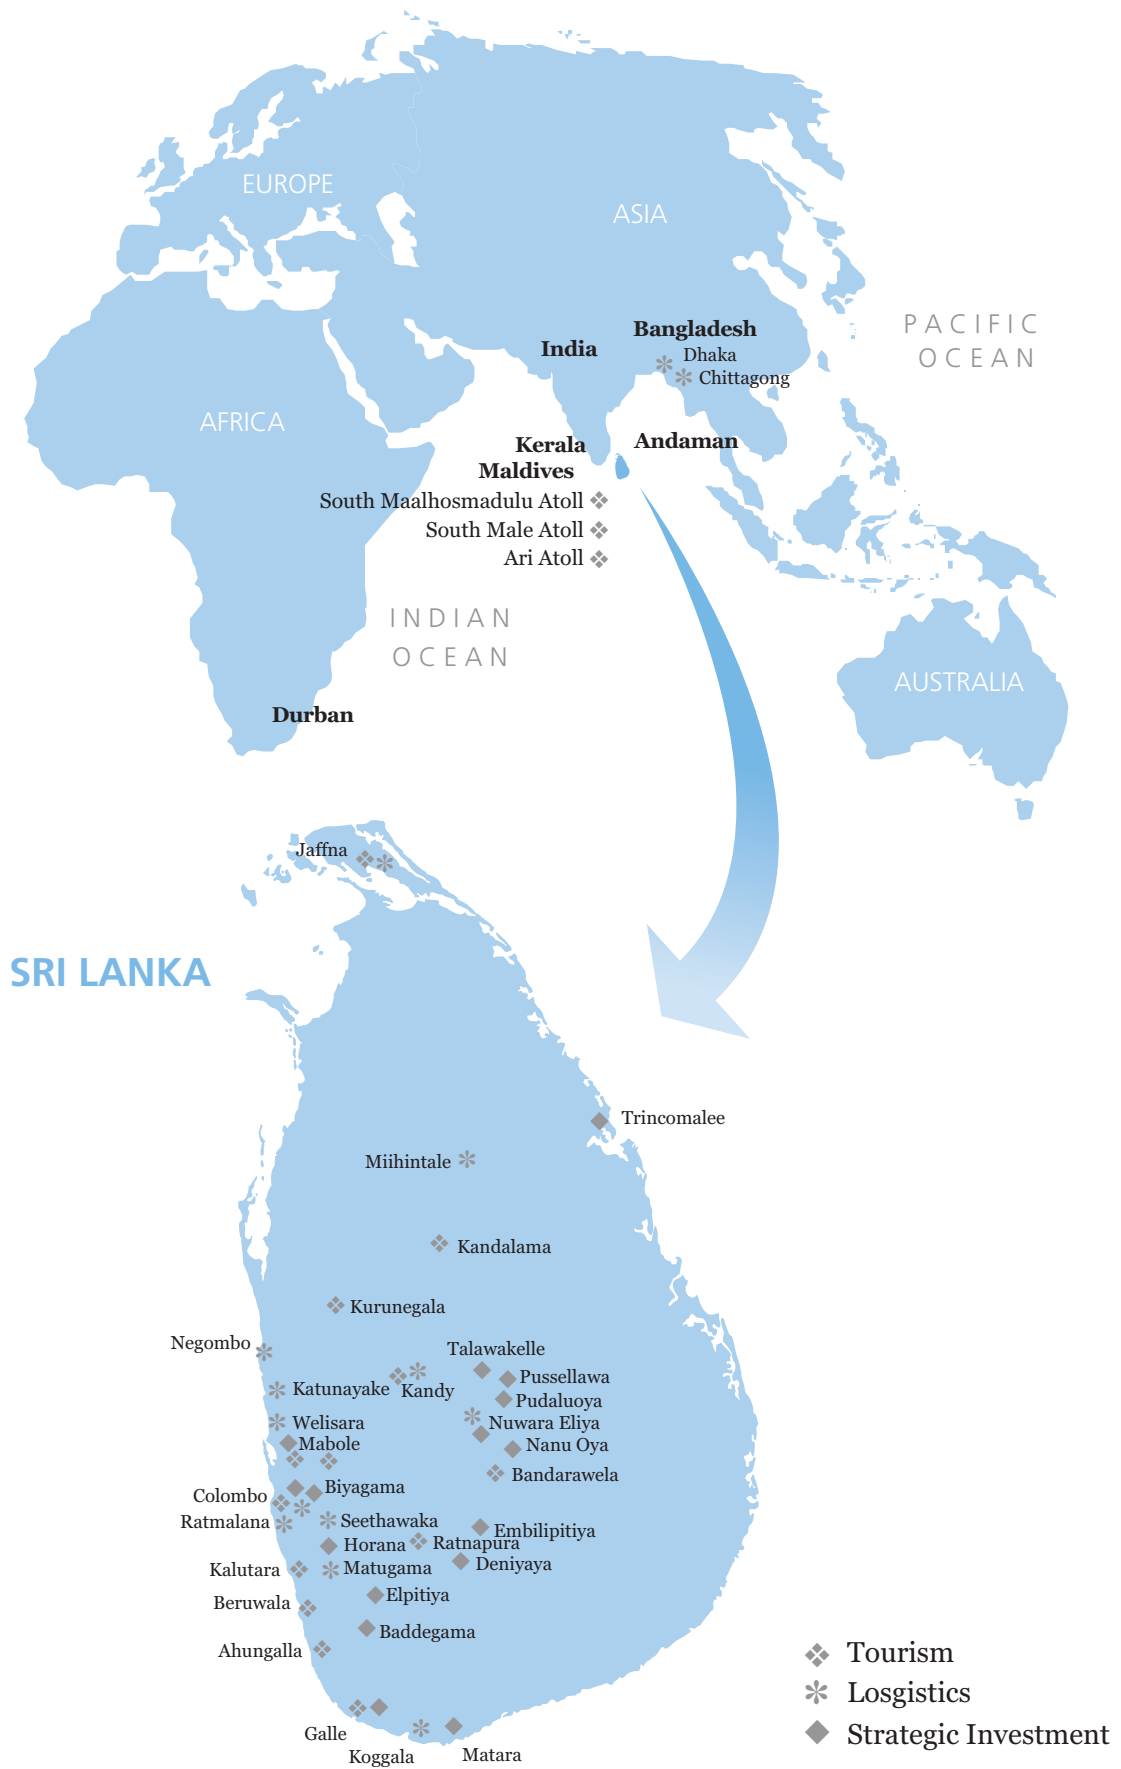 EUROPE
ASIA
PACIFIC
OCEAN
Bangladesh
India
Dhaka
Chittagong
AFRICA
Kerala
Andaman
Maldives
South Maalhosmadulu Atoll
South Male Atoll
Ari Atoll
INDIAN
OCEAN
AUSTRALIA
Durban
Jaffna
SRI LANKA
Trincomalee
Miihintale
Kandalama
Kurunegala
Negombo
Talawakelle
Pussellawa
Katunayake
Kandy
Pudaluoya
Welisara
Nuwara Eliya
Mabole
Nanu Oya
Bandarawela
Biyagama
Colombo
Ratmalana
Seethawaka
Embilipitiya
Horana
Ratnapura
Kalutara
Matugama
Deniyaya
Elpitiya
Beruwala
Baddegama
Ahungalla
Galle
Koggala
Matara
Tourism
Losgistics
Strategic Investment